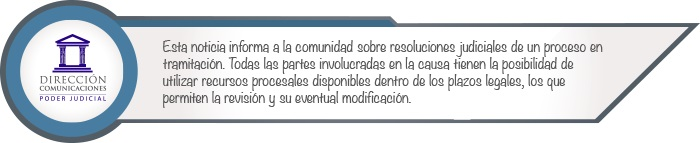 DIRECCIÓN
COMUNICACIONES
PODER JUDICIAL
Esta noticia informa a la comunidad sobre resoluciones judiciales de un proceso en
tramitación. Todas las partes involucradas en la causa tienen la posibilidad de
utilizar recursos procesales disponibles dentro de los plazos legales, los que
permiten la revisión y su eventual modificación.